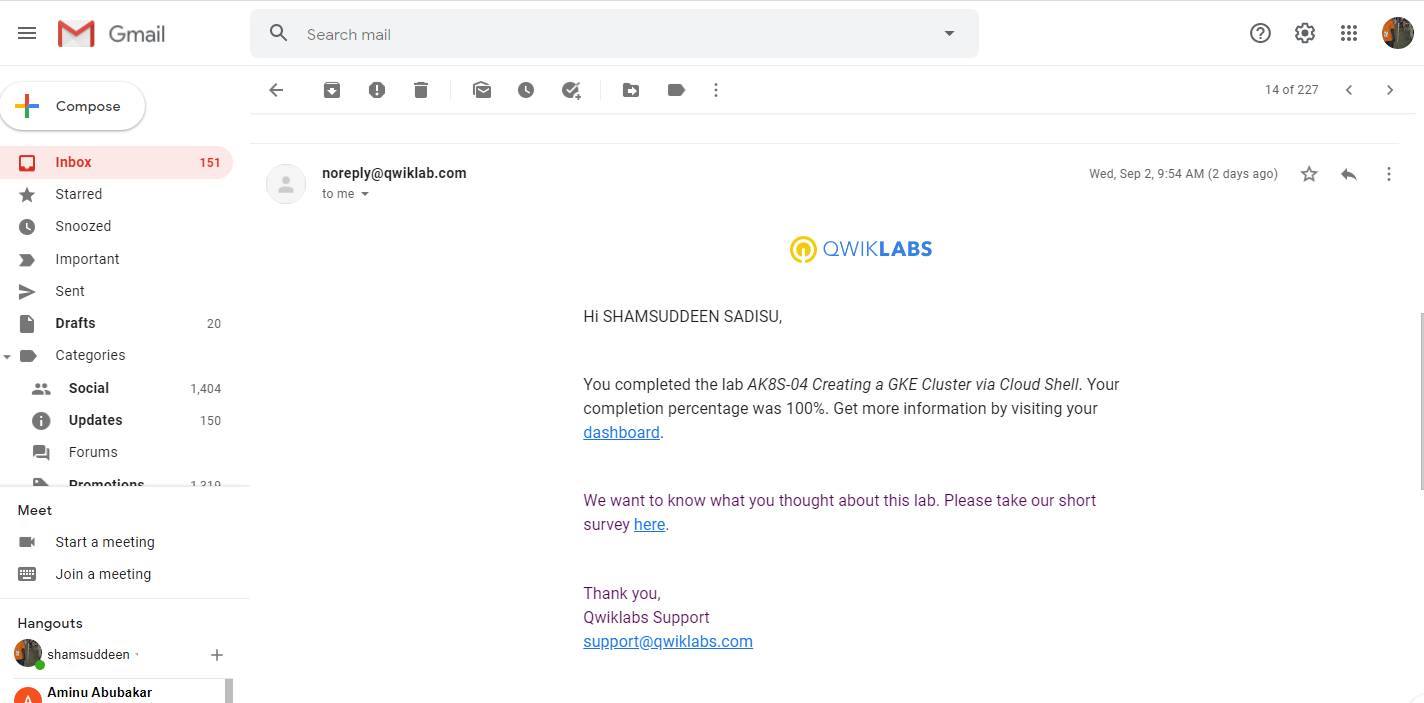 Gmail
Search mail
Compose
14 of 227
Inbox 151
Starred
Snoozed
Important
Sent
Drafts 20
Categories
Social 1,404
Updates 150
Forums
Promotions 1,319
Meet
Start a meeting
Join a meeting
Hangouts
shamsuddeen
Aminu Abubakar
A
noreply@qwiklab.com
to me
Wed, Sep 2, 9:54 AM (2 days ago)
QWIKLABS
Hi SHAMSUDDEEN SADISU,
You completed the lab AK8S-04 Creating a GKE Cluster via Cloud Shell. Your
completion percentage was 100%. Get more information by visiting your
dashboard.
We want to know what you thought about this lab. Please take our short
survey here.
Thank you,
Qwiklabs Support
support@qwiklabs.com